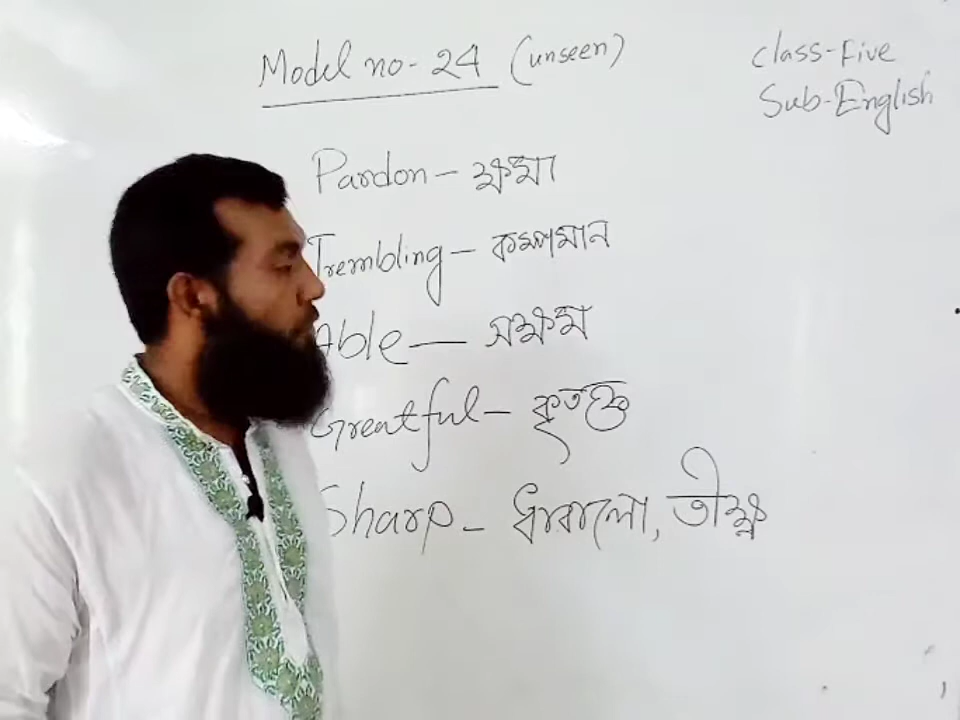 Model no- 24 (unseen)
Class-Five
Sub-English
Pardon- ক্ষমা
Trembling- কম্পমান
Able- সক্ষম
Greatful- কৃতজ্ঞ
Sharp- ধারালো, তীক্ষ্ণ